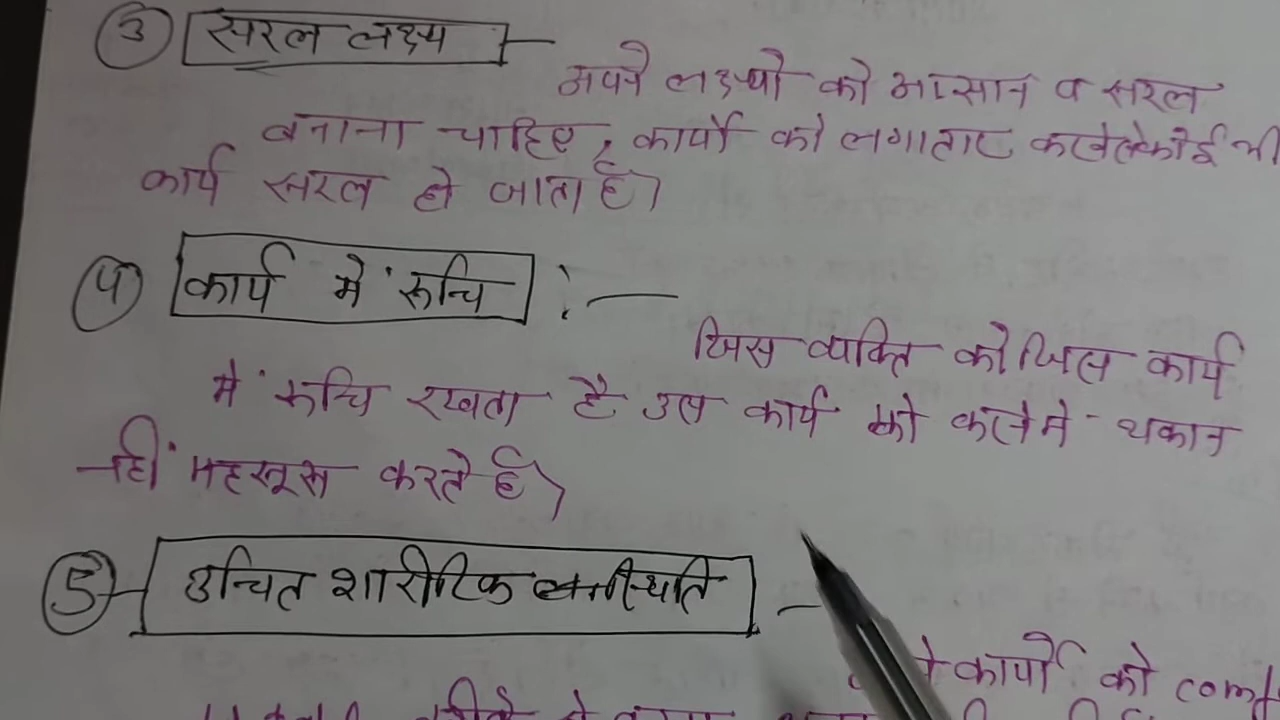 3 सरल लक्ष्य —
अपने लक्ष्यो को आसान व सरल
बनाना चाहिए, कार्यो को लगातार करनेसे कोई भी
कार्य सरल हो जाता है।
4 कार्य में रूचि :—
जिस व्यक्ति को जिस कार्य
में रूचि रखता है उस कार्य को करने मे थकान
नहीं महसूस करते है।
5 उचित शारीरिक —
कार्यो को